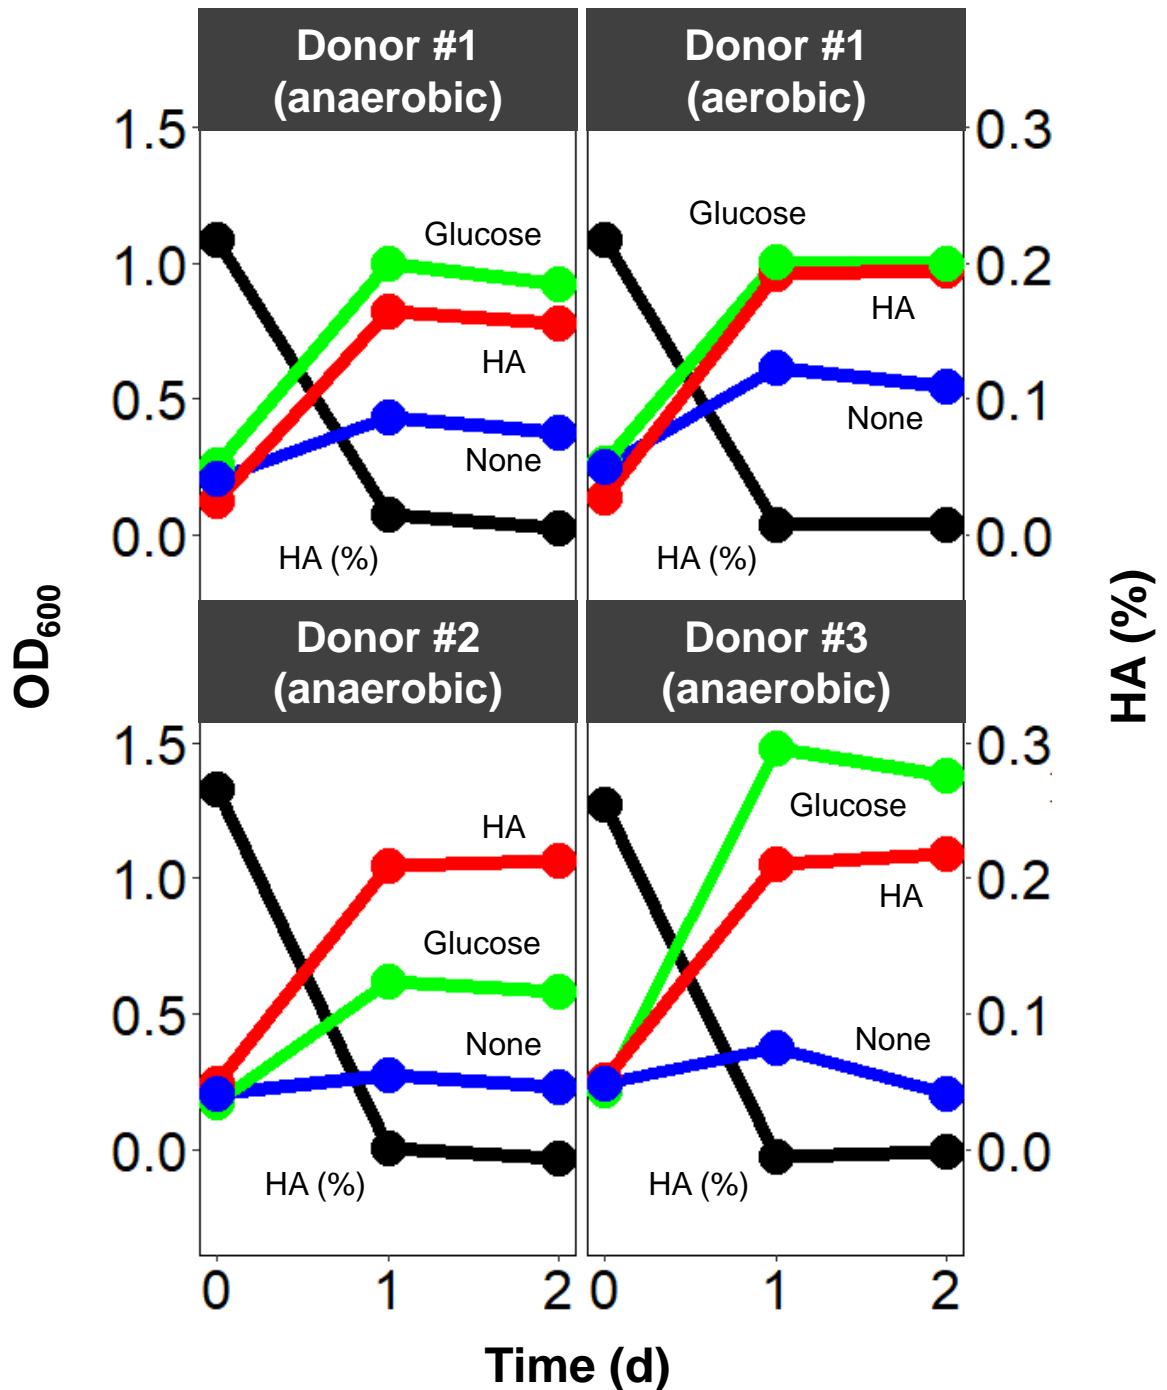 Donor #1
(anaerobic)
Donor #1
(aerobic)
1.5
1.0
0.5
0.0
Glucose
HA
None
HA (%)
Glucose
HA
None
HA (%)
0.3
0.2
0.1
0.0
OD600
HA (%)
Donor #2
(anaerobic)
Donor #3
(anaerobic)
1.5
1.0
0.5
0.0
HA
Glucose
None
HA (%)
Glucose
HA
None
HA (%)
0.3
0.2
0.1
0.0
0 1 2
0 1 2
Time (d)